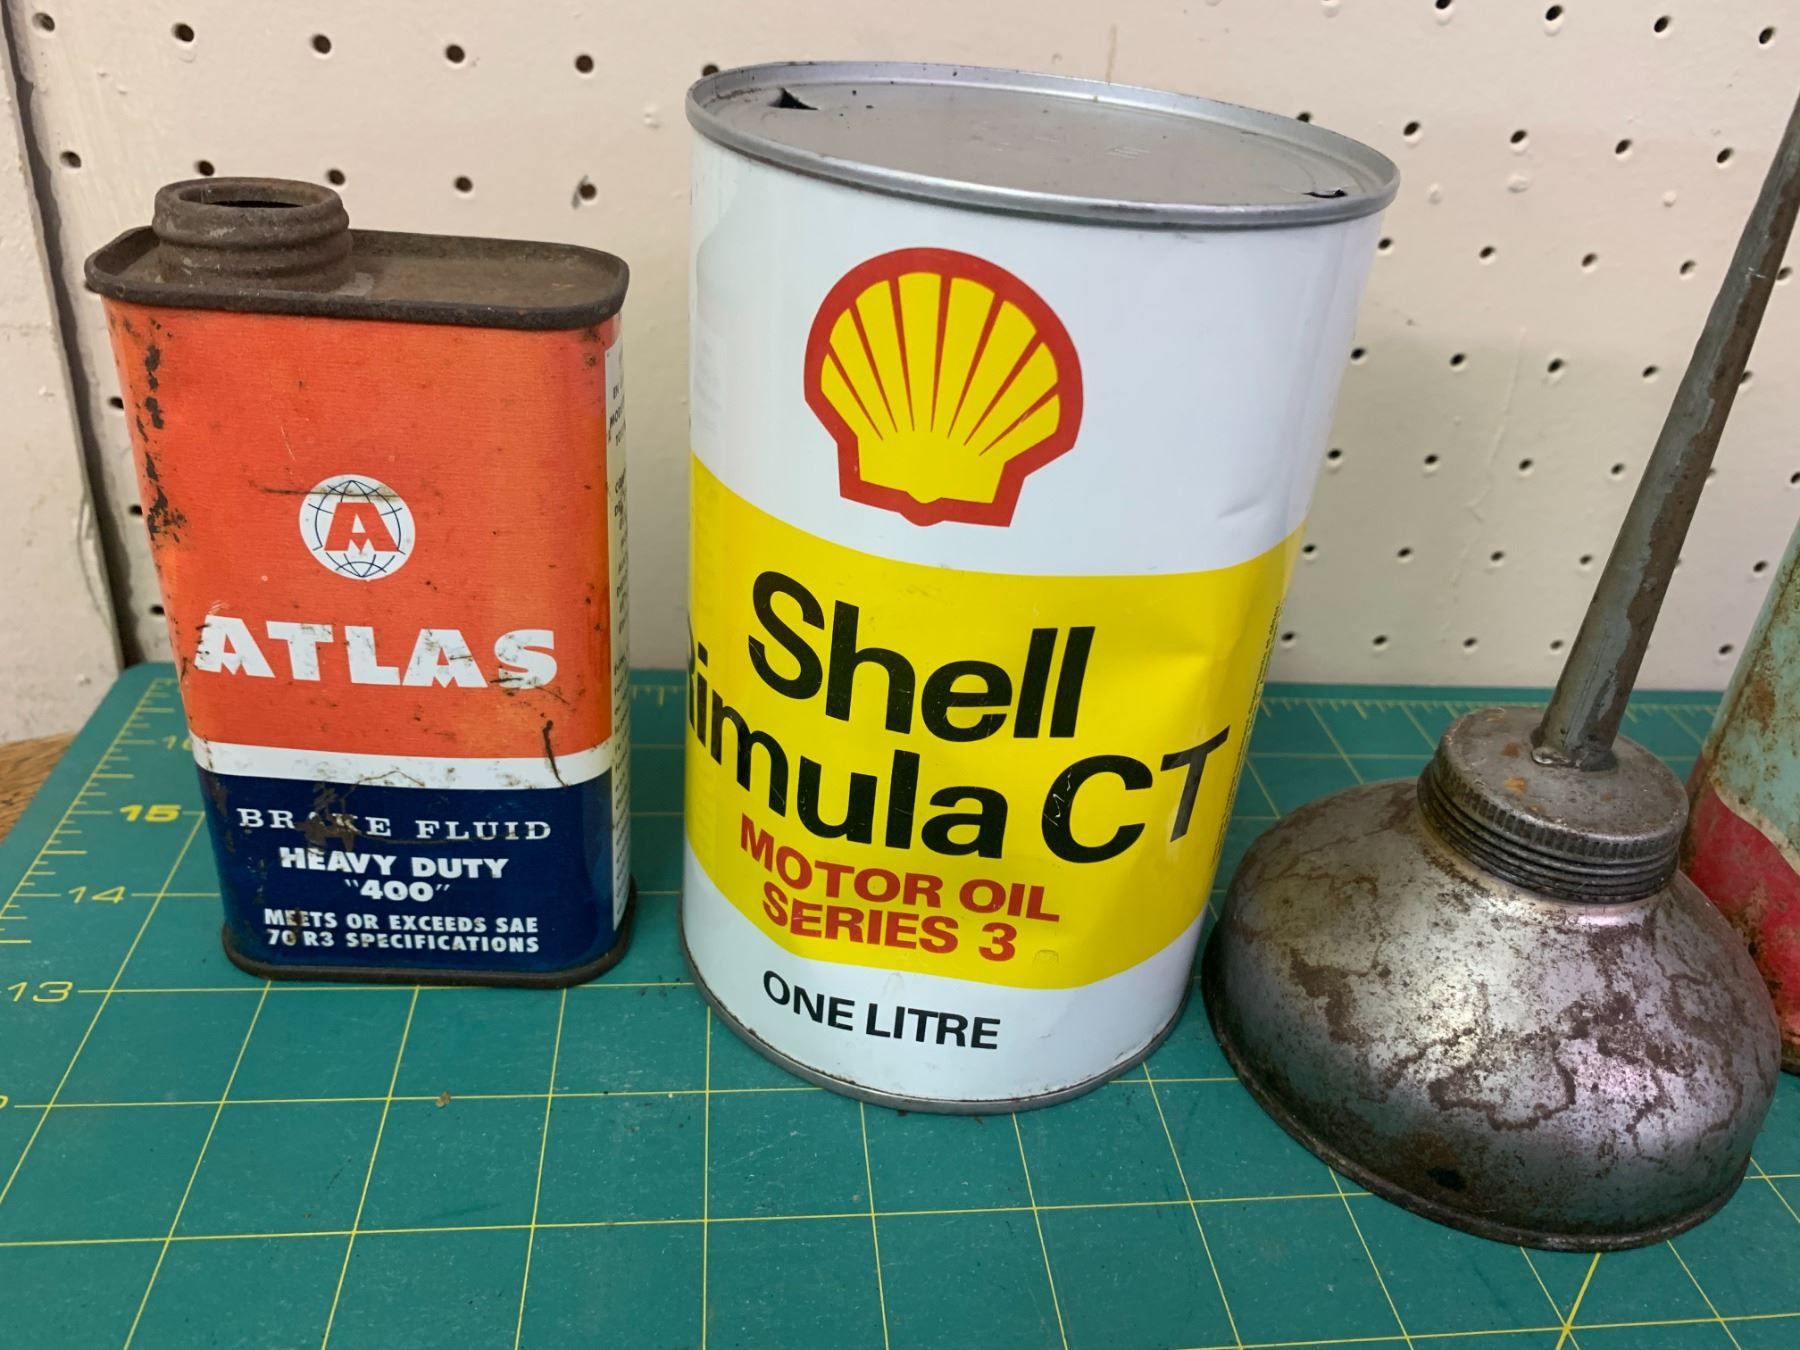 A
ATLAS
BRAKE FLUID
HEAVY DUTY
"400"
MEETS OR EXCEEDS SAE
70 R3 SPECIFICATIONS
Shell
Rimula CT
MOTOR OIL
SERIES 3
ONE LITRE
16
15
14
13